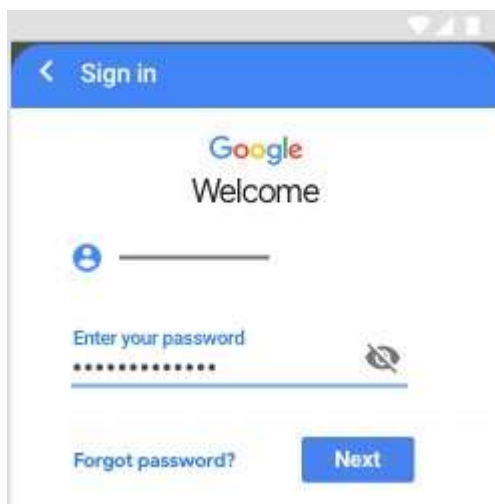 Sign in
Google
Welcome
Enter your password
•••••••••••••
Forgot password?
Next